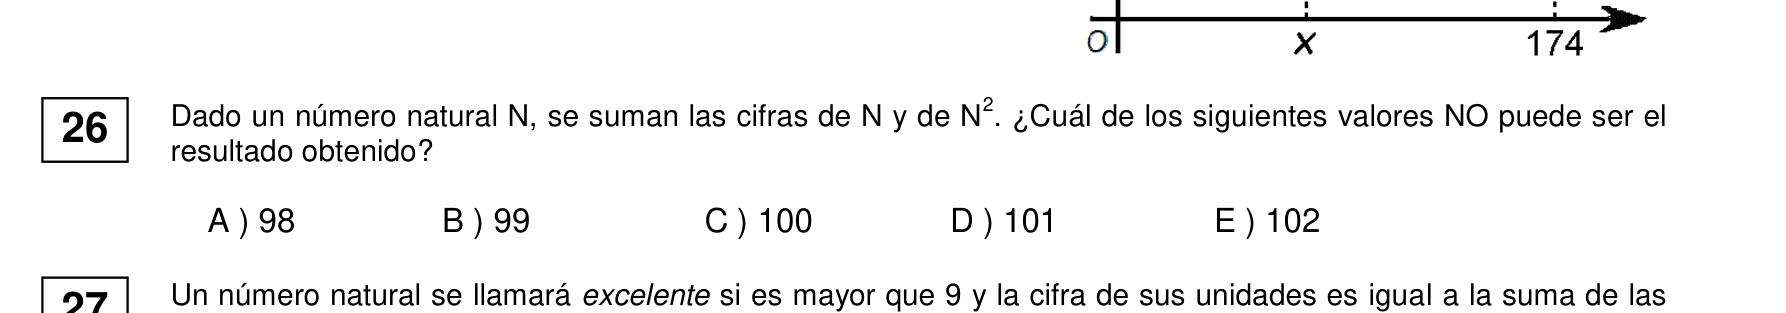 O x 174
26 Dado un número natural N, se suman las cifras de N y de N². ¿Cuál de los siguientes valores NO puede ser el
resultado obtenido?
A ) 98 B ) 99 C ) 100 D ) 101 E ) 102
27 Un número natural se llamará excelente si es mayor que 9 y la cifra de sus unidades es igual a la suma de las